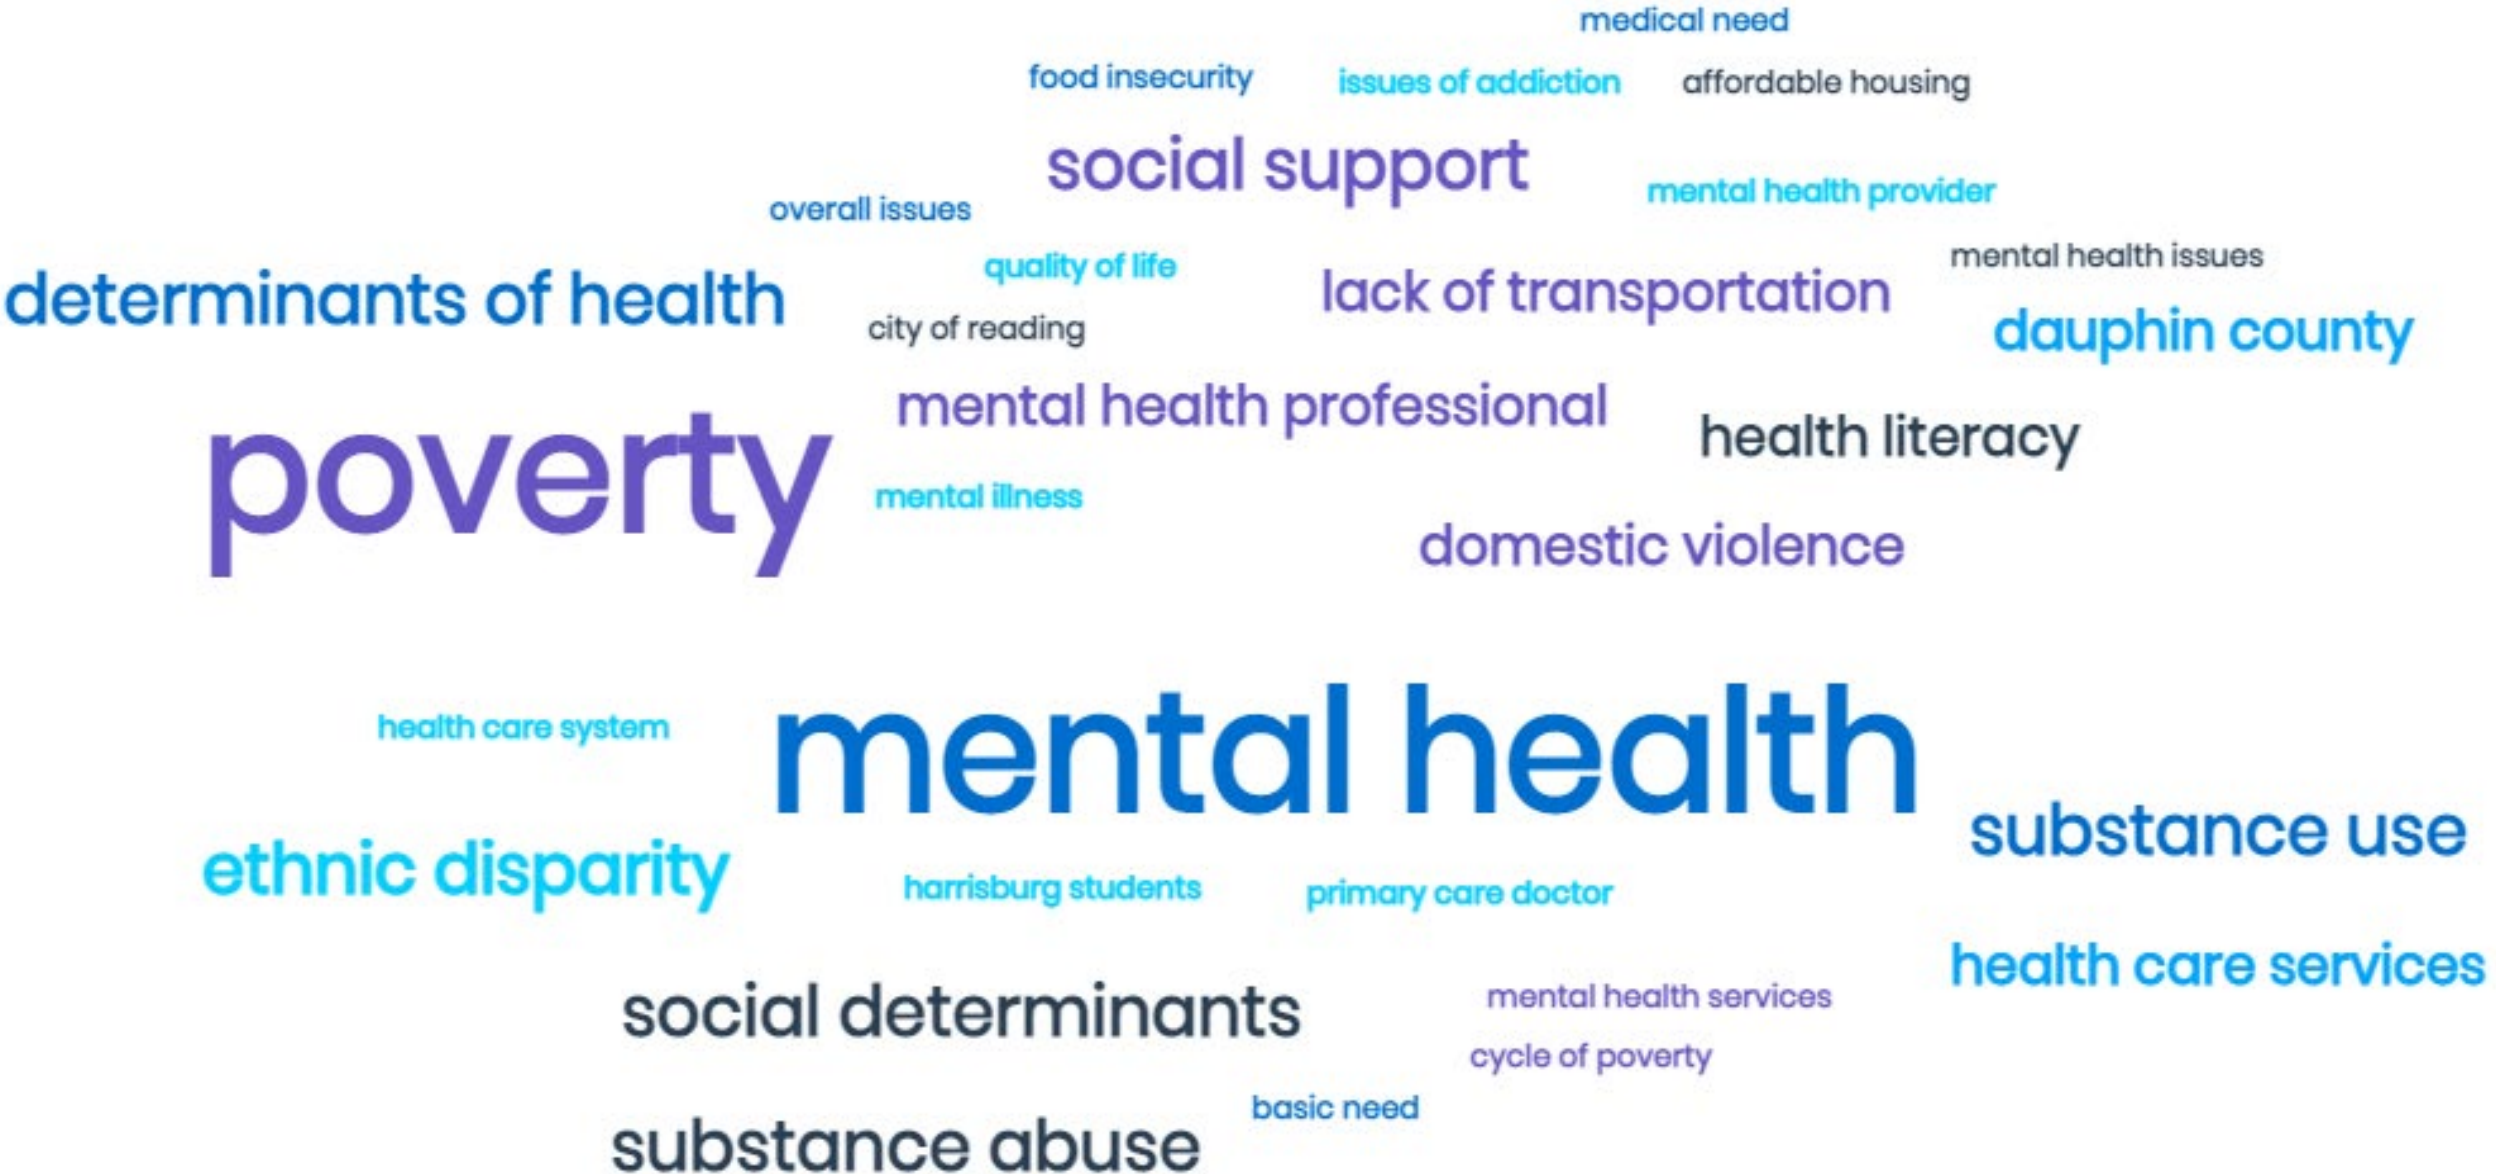 medical need
food insecurity
issues of addiction
affordable housing
social support
mental health provider
overall issues
mental health issues
quality of life
lack of transportation
determinants of health
city of reading
dauphin county
mental health professional
health literacy
poverty
mental illness
domestic violence
health care system
mental health
substance use
ethnic disparity
harrisburg students
primary care doctor
health care services
social determinants
mental health services
cycle of poverty
basic need
substance abuse